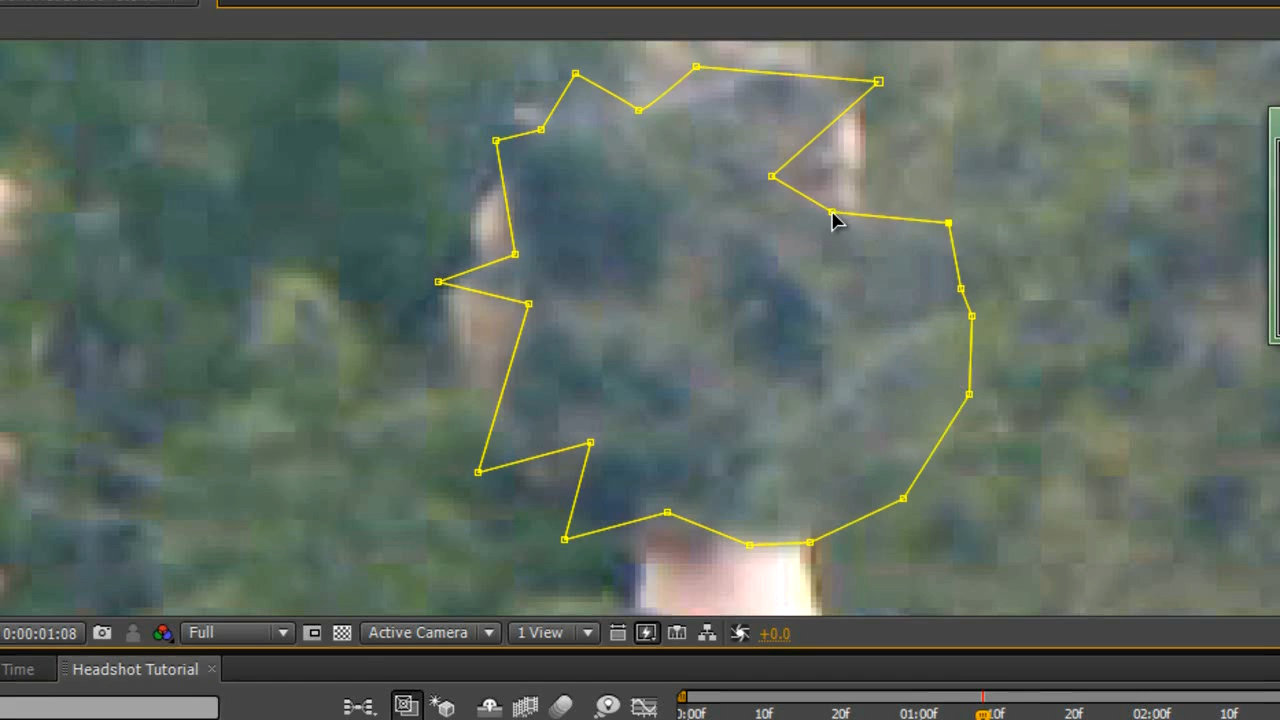 0:00:01:08 Full Active Camera 1 View +0.0
Time Headshot Tutorial ×
0:00f 10f 20f 01:00f 10f 20f 02:00f 10f